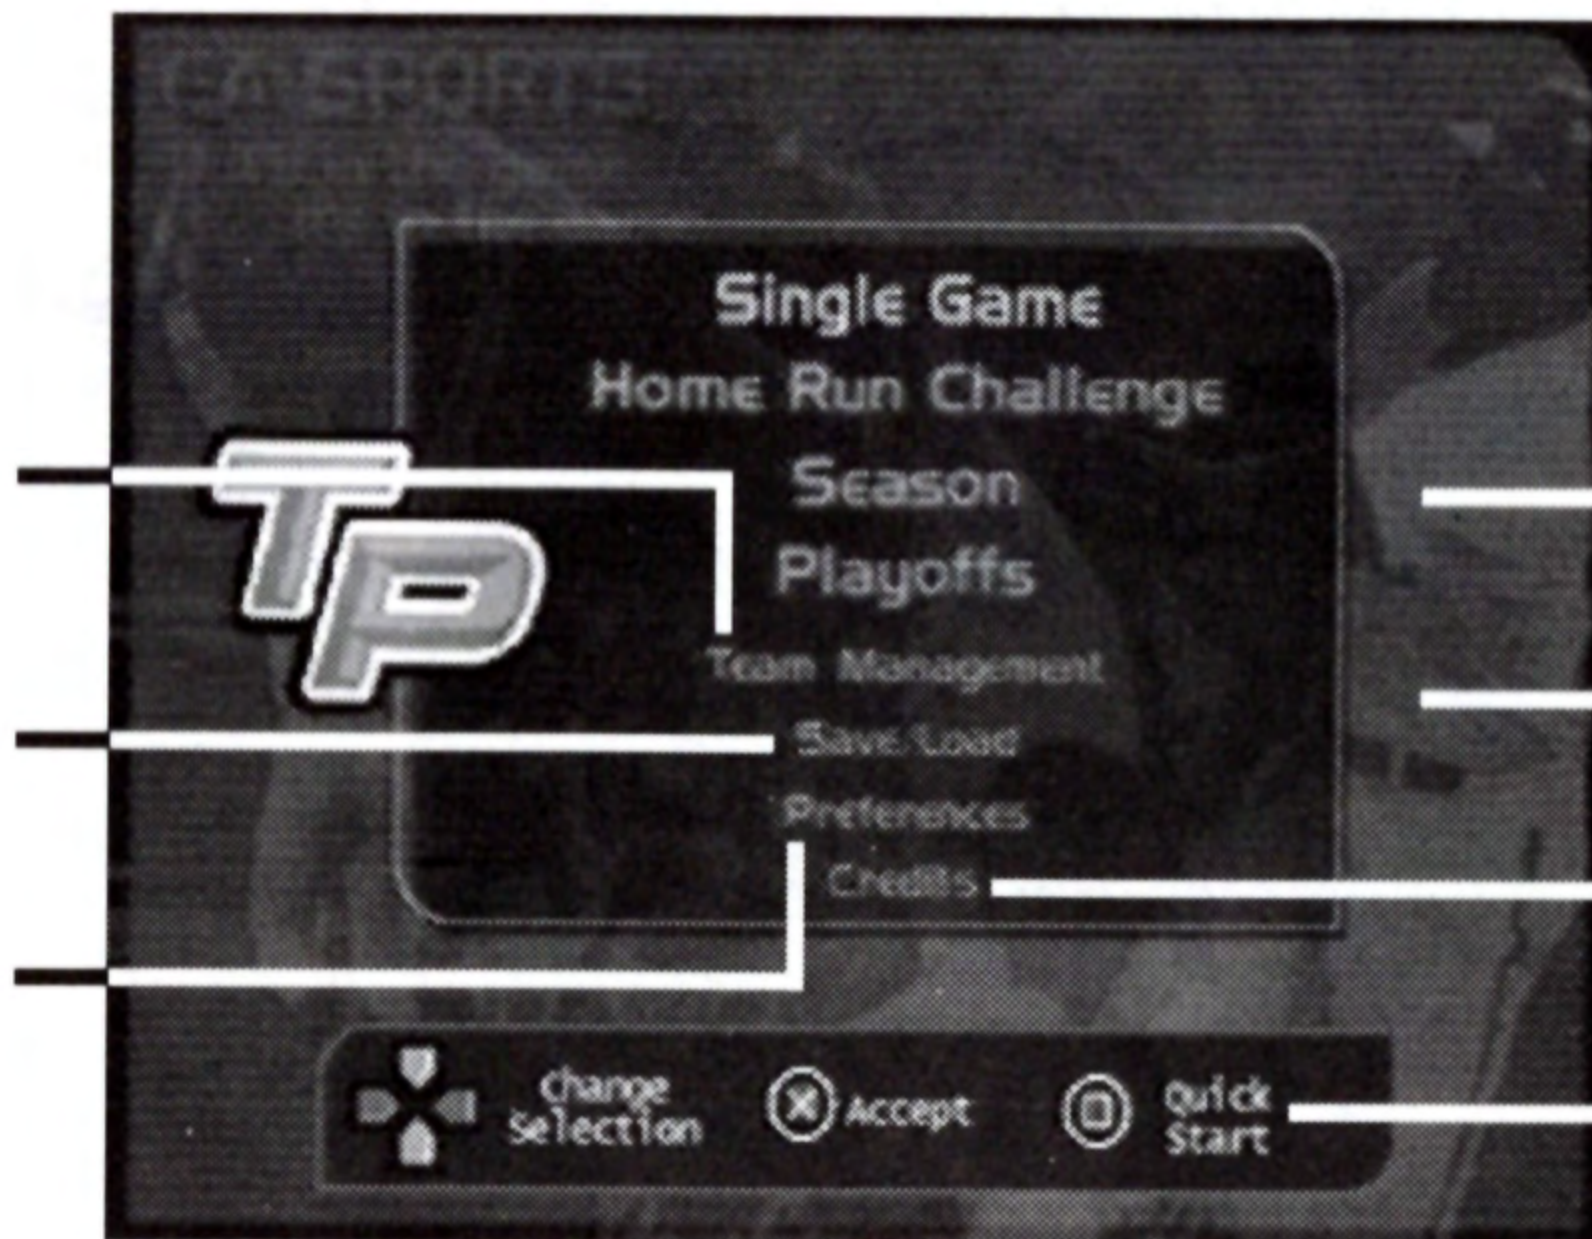 EA SPORTS
Single Game
Home Run Challenge
Season
Playoffs
TP
Team Management
Save/Load
Preferences
Credits
Change
Selection
Accept
Quick
Start